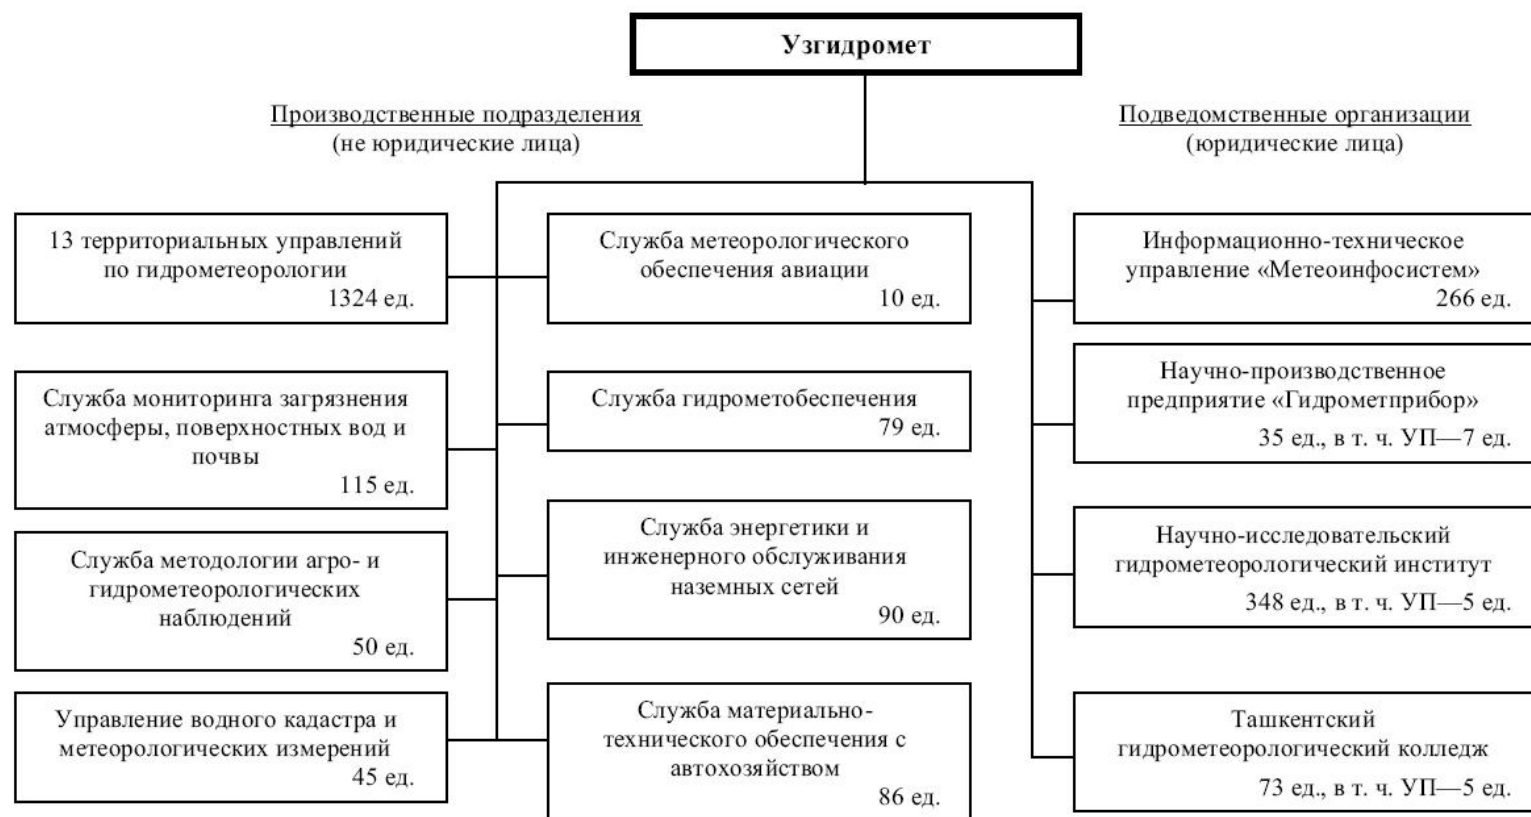 Узгидромет
Производственные подразделения
(не юридические лица)
Подведомственные организации
(юридические лица)
13 территориальных управлений
по гидрометеорологии
1324 ед.
Служба мониторинга загрязнения
атмосферы, поверхностных вод и
почвы
115 ед.
Служба методологии агро- и
гидрометеорологических
наблюдений
50 ед.
Управление водного кадастра и
метеорологических измерений
45 ед.
Служба метеорологического
обеспечения авиации
10 ед.
Служба гидрометобеспечения
79 ед.
Служба энергетики и
инженерного обслуживания
наземных сетей
90 ед.
Служба материально-
технического обеспечения с
автохозяйством
86 ед.
Информационно-техническое
управление «Метеоинфосистем»
266 ед.
Научно-производственное
предприятие «Гидрометприбор»
35 ед., в т. ч. УП—7 ед.
Научно-исследовательский
гидрометеорологический институт
348 ед., в т. ч. УП—5 ед.
Ташкентский
гидрометеорологический колледж
73 ед., в т. ч. УП—5 ед.